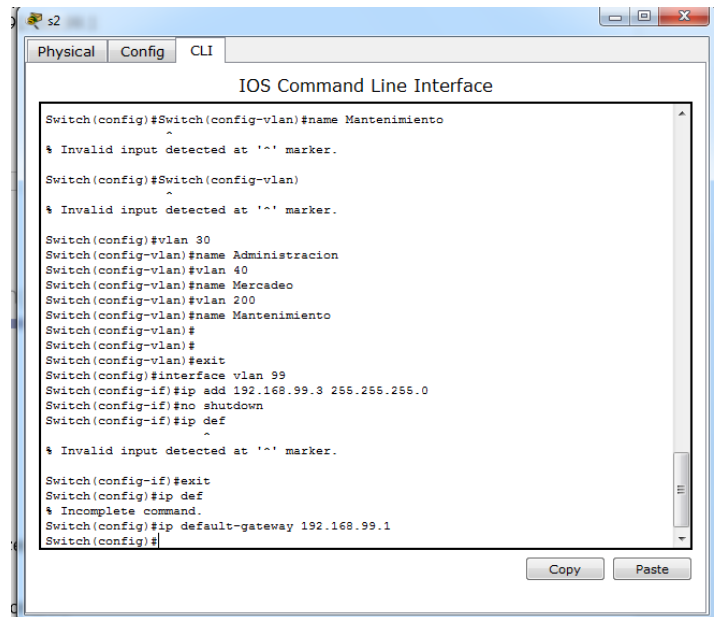 s2
Physical Config CLI
IOS Command Line Interface
Switch(config)#Switch(config-vlan)#name Mantenimiento
^
% Invalid input detected at '^' marker.
Switch(config)#Switch(config-vlan)
^
% Invalid input detected at '^' marker.
Switch(config)#vlan 30
Switch(config-vlan)#name Administracion
Switch(config-vlan)#vlan 40
Switch(config-vlan)#name Mercadeo
Switch(config-vlan)#vlan 200
Switch(config-vlan)#name Mantenimiento
Switch(config-vlan)#
Switch(config-vlan)#
Switch(config-vlan)#exit
Switch(config)#interface vlan 99
Switch(config-if)#ip add 192.168.99.3 255.255.255.0
Switch(config-if)#no shutdown
Switch(config-if)#ip def
^
% Invalid input detected at '^' marker.
Switch(config-if)#exit
Switch(config)#ip def
% Incomplete command.
Switch(config)#ip default-gateway 192.168.99.1
Switch(config)#
Copy Paste